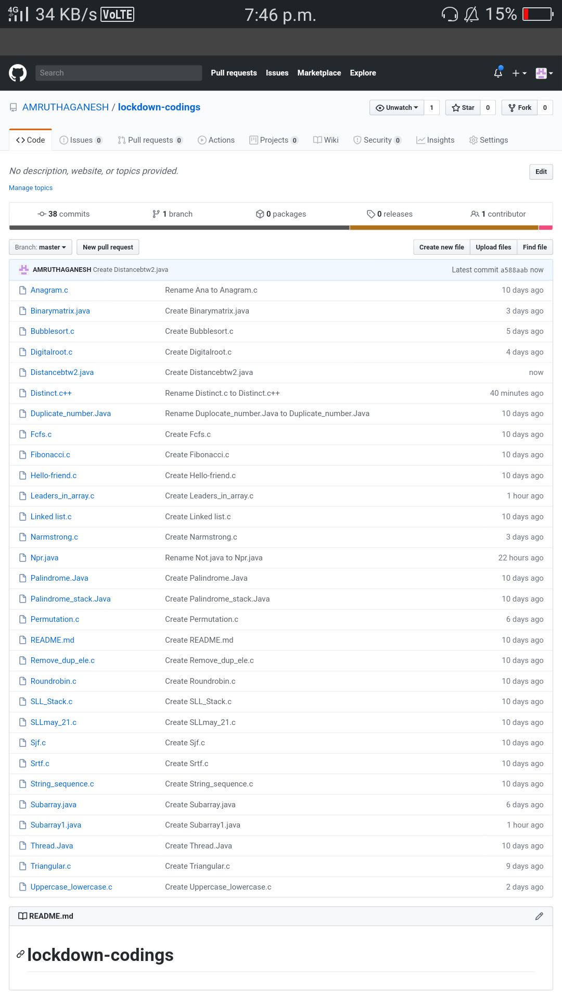 4G 34 KB/s VoLTE 7:46 p.m. 15%
Search Pull requests Issues Marketplace Explore
AMRUTHAGANESH / lockdown-codings Unwatch 1 Star 0 Fork 0
Code Issues 0 Pull requests 0 Actions Projects 0 Wiki Security 0 Insights Settings
No description, website, or topics provided. Edit
Manage topics
38 commits 1 branch 0 packages 0 releases 1 contributor
Branch: master New pull request Create new file Upload files Find file
AMRUTHAGANESH Create Distancebtw2.java Latest commit a588aab now
Anagram.c Rename Ana to Anagram.c 10 days ago
Binarymatrix.java Create Binarymatrix.java 3 days ago
Bubblesort.c Create Bubblesort.c 5 days ago
Digitalroot.c Create Digitalroot.c 4 days ago
Distancebtw2.java Create Distancebtw2.java now
Distinct.c++ Rename Distinct.c to Distinct.c++ 40 minutes ago
Duplicate_number.Java Rename Duplocate_number.Java to Duplicate_number.Java 10 days ago
Fcfs.c Create Fcfs.c 10 days ago
Fibonacci.c Create Fibonacci.c 10 days ago
Hello-friend.c Create Hello-friend.c 10 days ago
Leaders_in_array.c Create Leaders_in_array.c 1 hour ago
Linked list.c Create Linked list.c 10 days ago
Narmstrong.c Create Narmstrong.c 3 days ago
Npr.java Rename Not.java to Npr.java 22 hours ago
Palindrome.Java Create Palindrome.Java 10 days ago
Palindrome_stack.Java Create Palindrome_stack.Java 10 days ago
Permutation.c Create Permutation.c 6 days ago
README.md Create README.md 10 days ago
Remove_dup_ele.c Create Remove_dup_ele.c 10 days ago
Roundrobin.c Create Roundrobin.c 10 days ago
SLL_Stack.c Create SLL_Stack.c 10 days ago
SLLmay_21.c Create SLLmay_21.c 10 days ago
Sjf.c Create Sjf.c 10 days ago
Srtf.c Create Srtf.c 10 days ago
String_sequence.c Create String_sequence.c 10 days ago
Subarray.java Create Subarray.java 6 days ago
Subarray1.java Create Subarray1.java 1 hour ago
Thread.Java Create Thread.Java 10 days ago
Triangular.c Create Triangular.c 9 days ago
Uppercase_lowercase.c Create Uppercase_lowercase.c 2 days ago
README.md
lockdown-codings